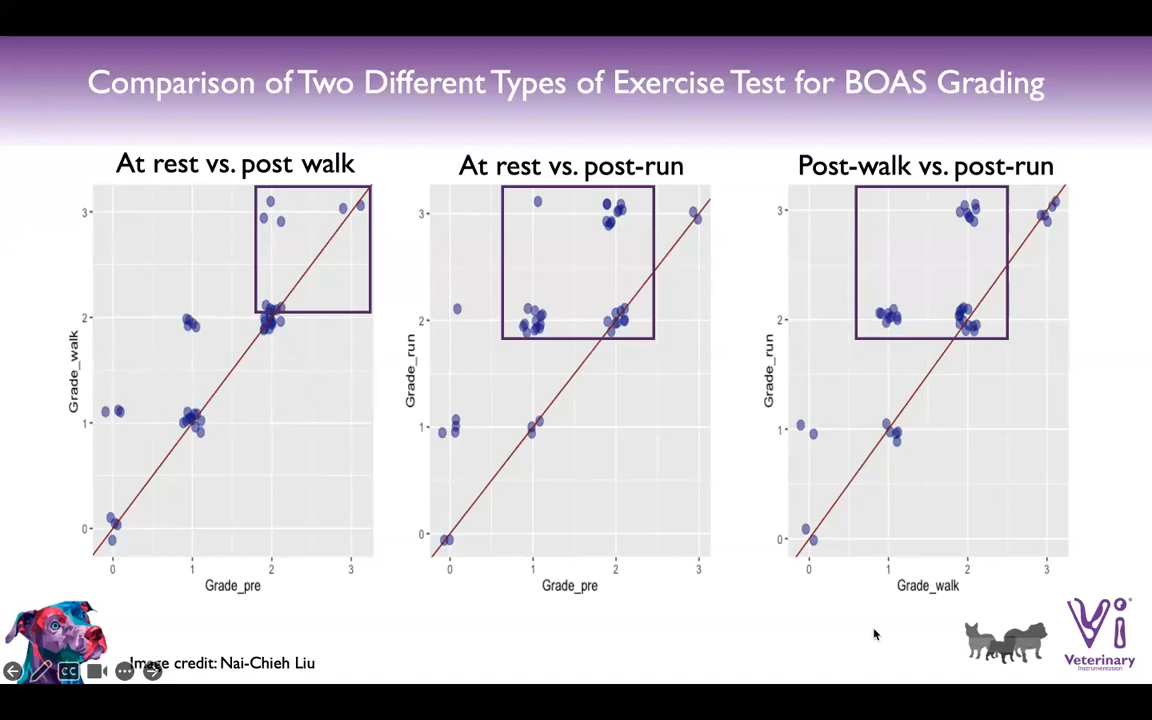 Comparison of Two Different Types of Exercise Test for BOAS Grading
At rest vs. post walk
At rest vs. post-run
Post-walk vs. post-run
Grade_walk
3
2
1
0
0 1 2 3
Grade_pre
Grade_run
3
2
1
0
0 1 2 3
Grade_pre
Grade_run
3
2
1
0
0 1 2 3
Grade_walk
Image credit: Nai-Chieh Liu
CC
Vi
Veterinary
Instrumentation